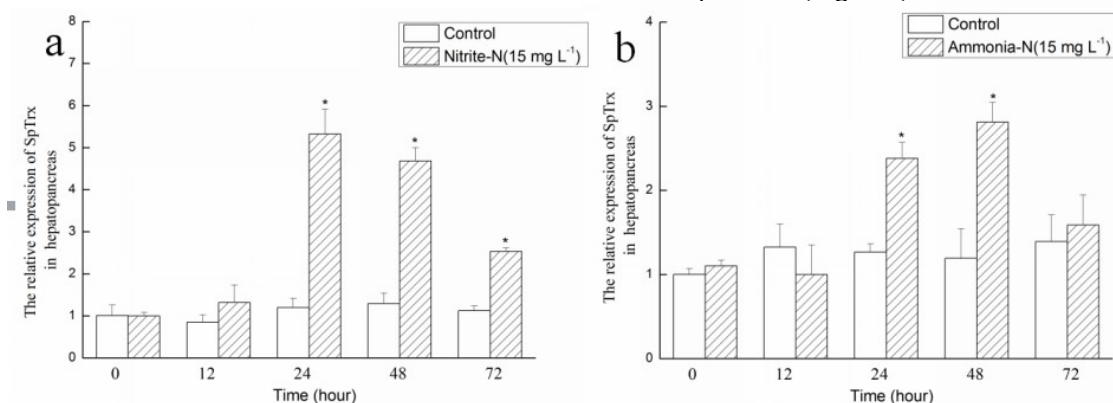 a
Control
Nitrite-N(15 mg L⁻¹)
The relative expression of SpTrx
in hepatopancreas
8
7
6
5
4
3
2
1
0
*
*
*
0 12 24 48 72
Time (hour)
b
Control
Ammonia-N(15 mg L⁻¹)
The relative expression of SpTrx
in hepatopancreas
4
3
2
1
0
*
*
0 12 24 48 72
Time (hour)